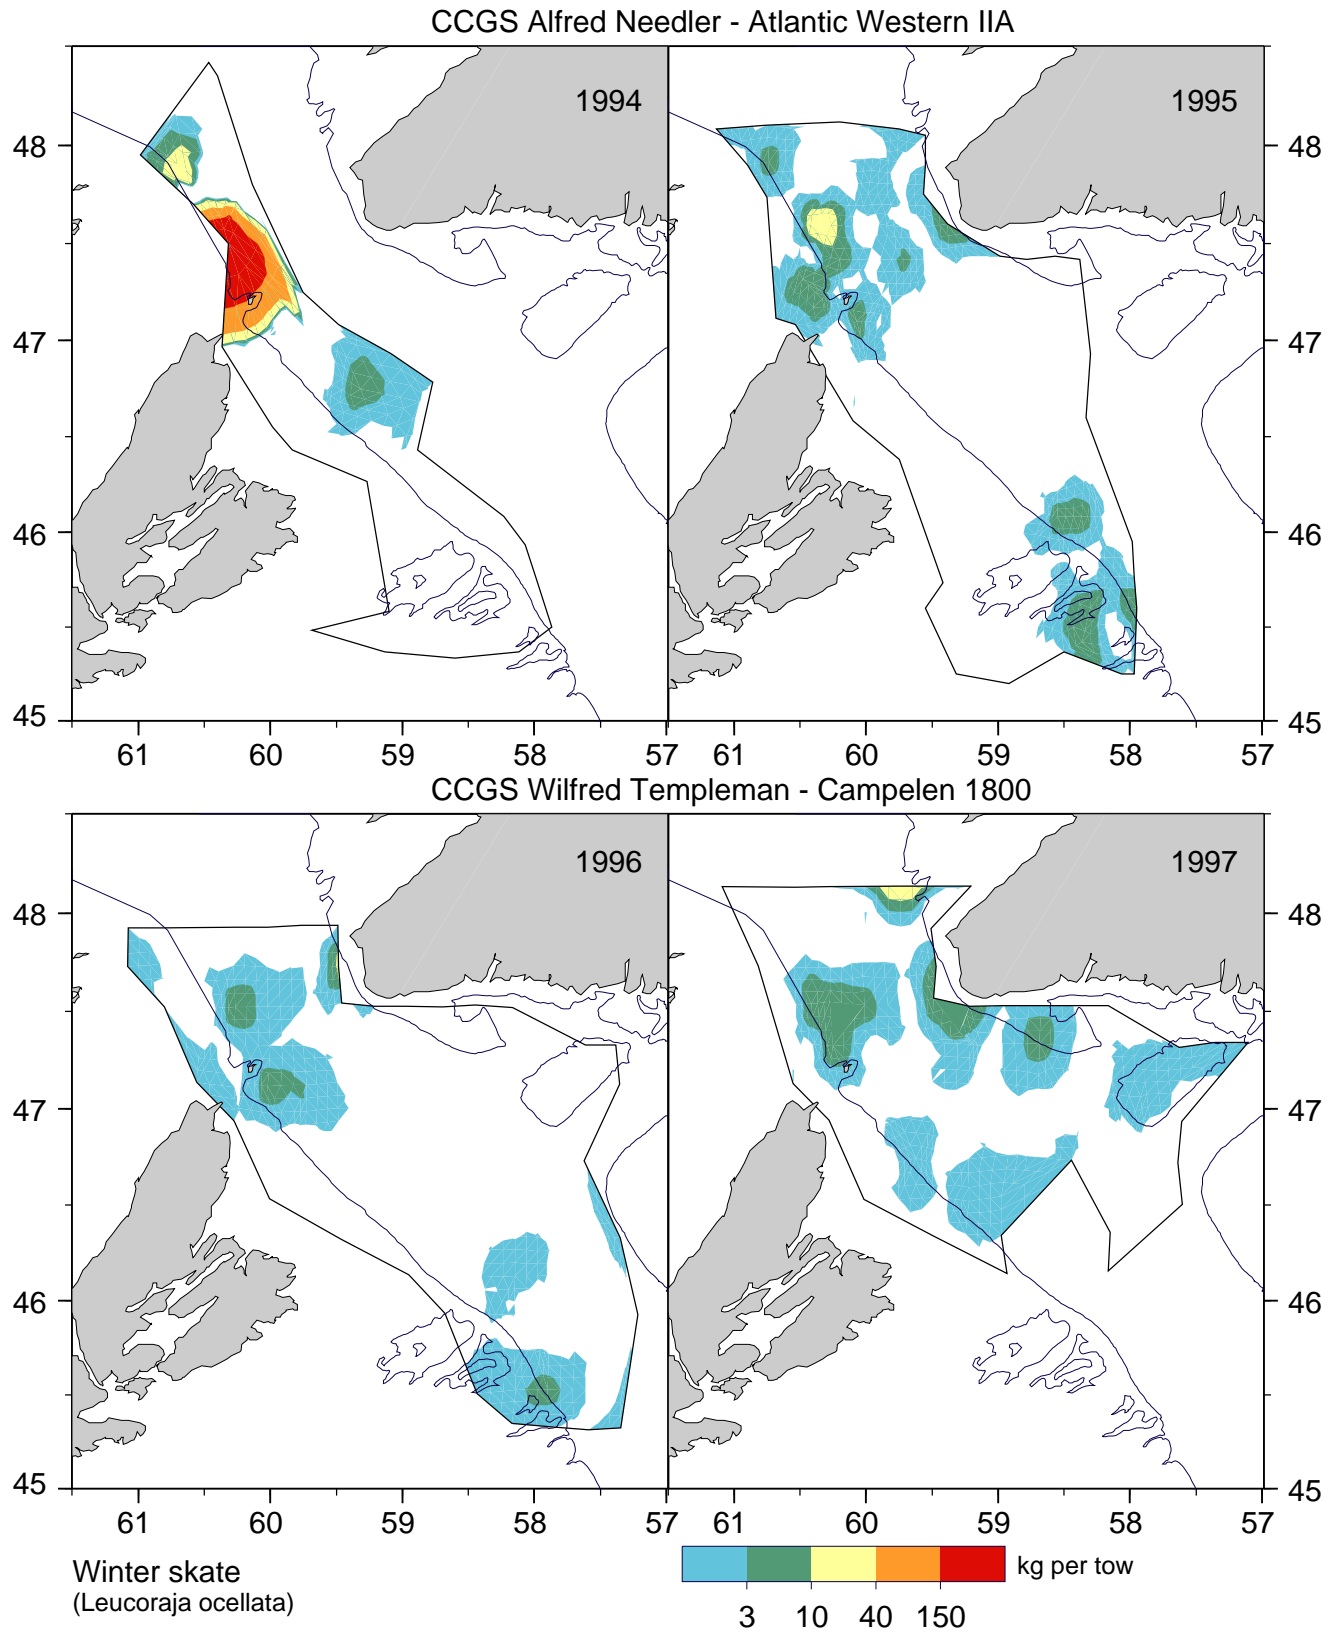 CCGS Alfred Needler - Atlantic Western IIA
1994
1995
48
47
46
45
48
47
46
45
61 60 59 58 57
61 60 59 58 57
CCGS Wilfred Templeman - Campelen 1800
1996
1997
48
47
46
45
48
47
46
45
61 60 59 58 57
61 60 59 58 57
Winter skate
(Leucoraja ocellata)
kg per tow
3 10 40 150